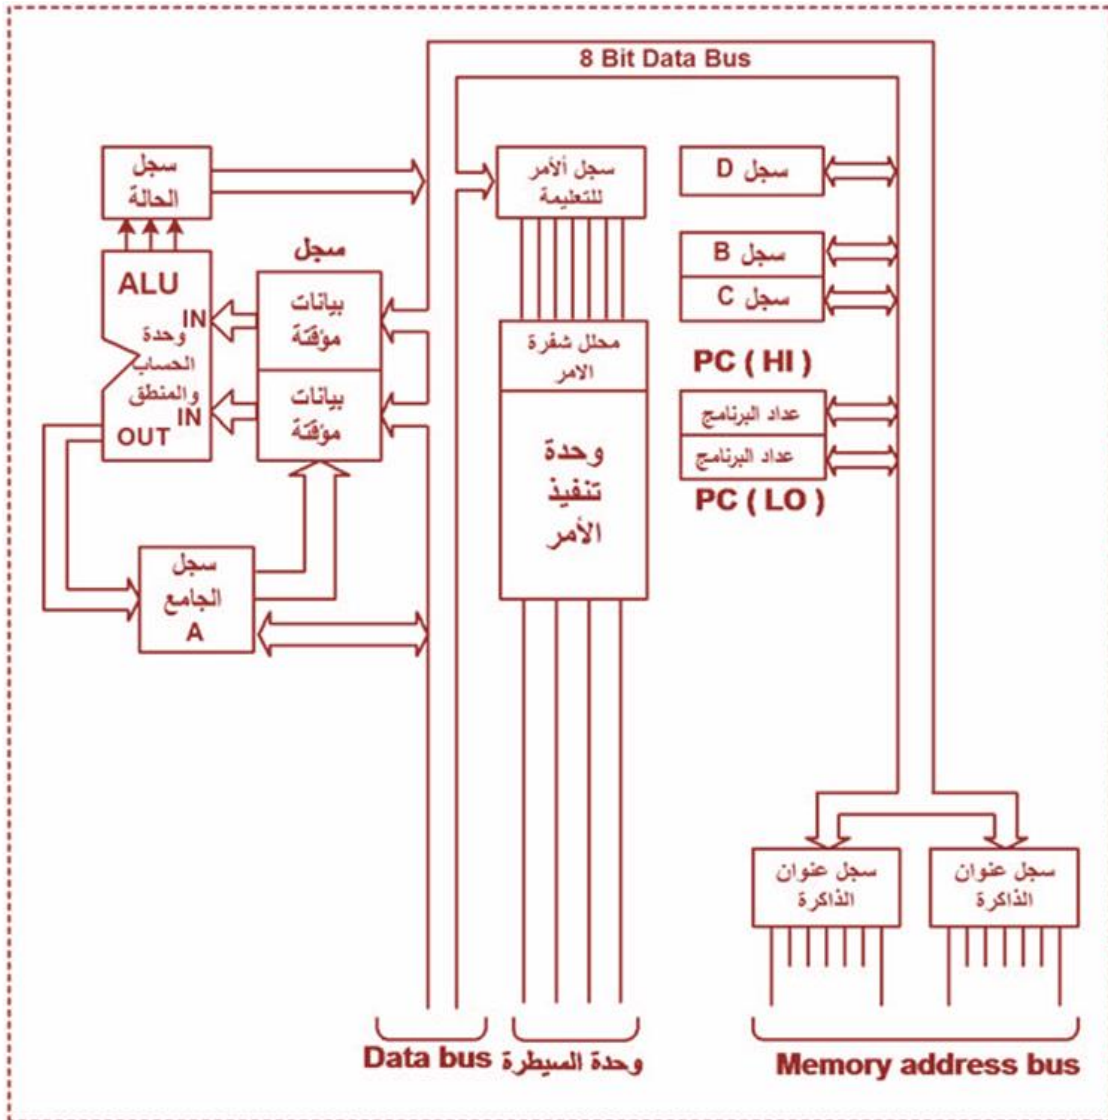 8 Bit Data Bus
سجل
الحالة
سجل ألأمر
للتعليمة
سجل D
سجل B
سجل C
سجل
ALU
IN
وحدة
الحساب
والمنطق
IN
OUT
بيانات
مؤقتة
بيانات
مؤقتة
محلل شفرة
الامر
وحدة
تنفيذ
الأمر
PC ( HI )
عداد البرنامج
عداد البرنامج
PC ( LO )
سجل
الجامع
A
سجل عنوان
الذاكرة
سجل عنوان
الذاكرة
Data bus
وحدة السيطرة
Memory address bus